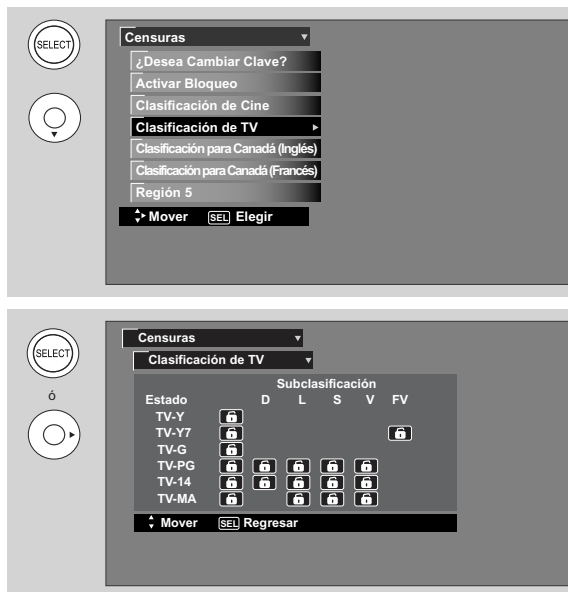 SELECT
Censuras
¿Desea Cambiar Clave?
Activar Bloqueo
Clasificación de Cine
Clasificación de TV
Clasificación para Canadá (Inglés)
Clasificación para Canadá (Francés)
Región 5
Mover SEL Elegir
SELECT
ó
Censuras
Clasificación de TV
Subclasificación
Estado D L S V FV
TV-Y
TV-Y7
TV-G
TV-PG
TV-14
TV-MA
Mover SEL Regresar